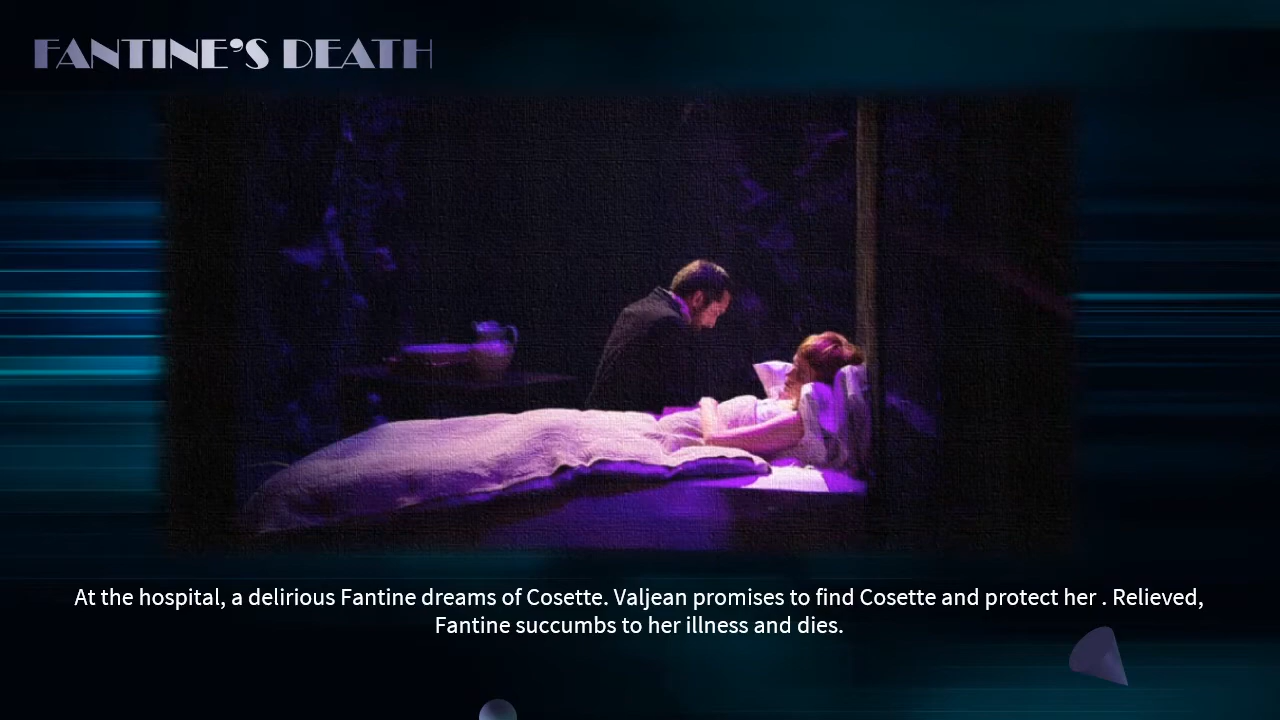 FANTINE'S DEATH
At the hospital, a delirious Fantine dreams of Cosette. Valjean promises to find Cosette and protect her . Relieved,
Fantine succumbs to her illness and dies.